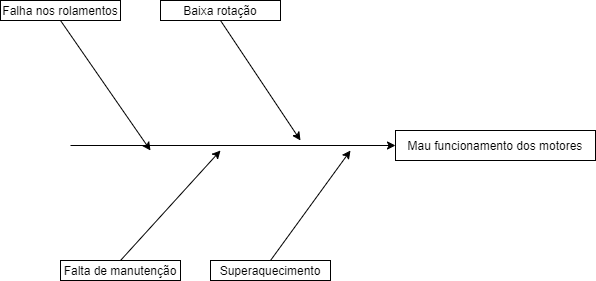 Falha nos rolamentos
Baixa rotação
Mau funcionamento dos motores
Falta de manutenção
Superaquecimento